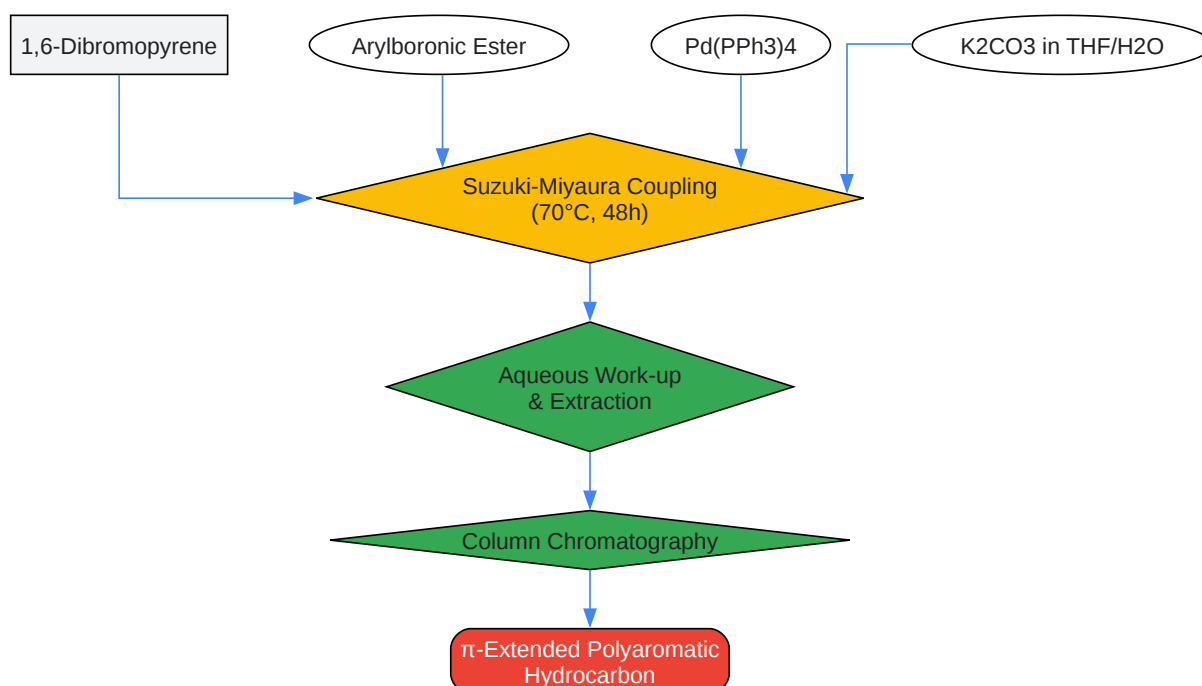 1,6-Dibromopyrene
Arylboronic Ester
Pd(PPh3)4
K2CO3 in THF/H2O
Suzuki-Miyaura Coupling
(70°C, 48h)
Aqueous Work-up
& Extraction
Column Chromatography
π-Extended Polyaromatic
Hydrocarbon